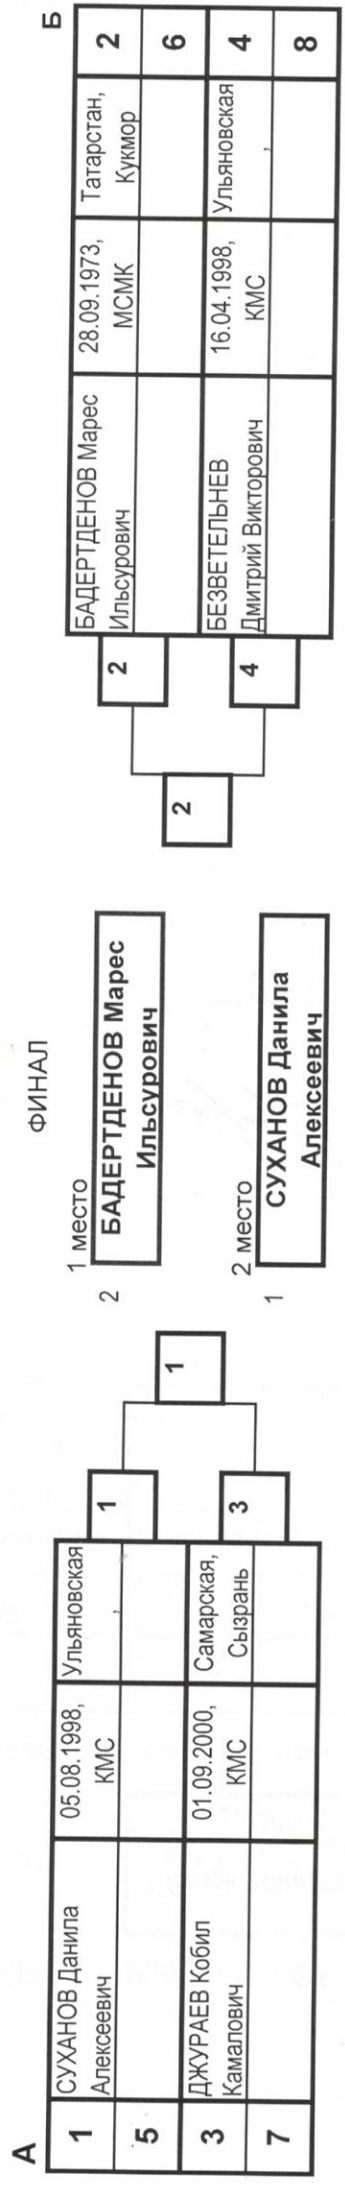 А
1
СУХАНОВ Данила
Алексеевич
05.08.1998,
КМС
Ульяновская
,
5
3
ДЖУРАЕВ Кобил
Камалович
01.09.2000,
КМС
Самарская,
Сызрань
7
1
3
1
ФИНАЛ
1 место
2
БАДЕРТДЕНОВ Марес
Ильсурович
2 место
1
СУХАНОВ Данила
Алексеевич
2
2
4
Б
БАДЕРТДЕНОВ Марес
Ильсурович
28.09.1973,
МСМК
Татарстан,
Кукмор
2
6
БЕЗВЕТЕЛЬНЕВ
Дмитрий Викторович
16.04.1998,
КМС
Ульяновская
,
4
8